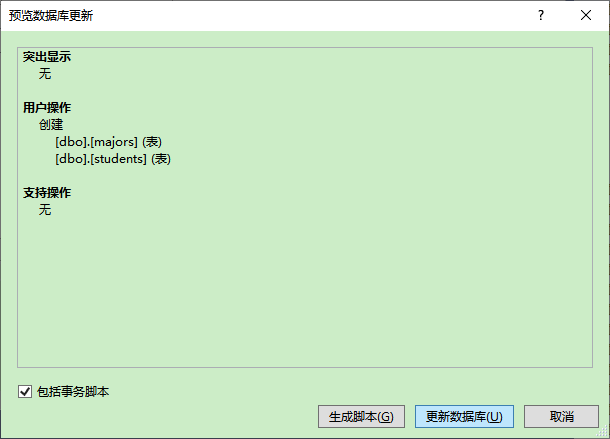 预览数据库更新
?
突出显示
无
用户操作
创建
[dbo].[majors] (表)
[dbo].[students] (表)
支持操作
无
包括事务脚本
生成脚本(G)
更新数据库(U)
取消